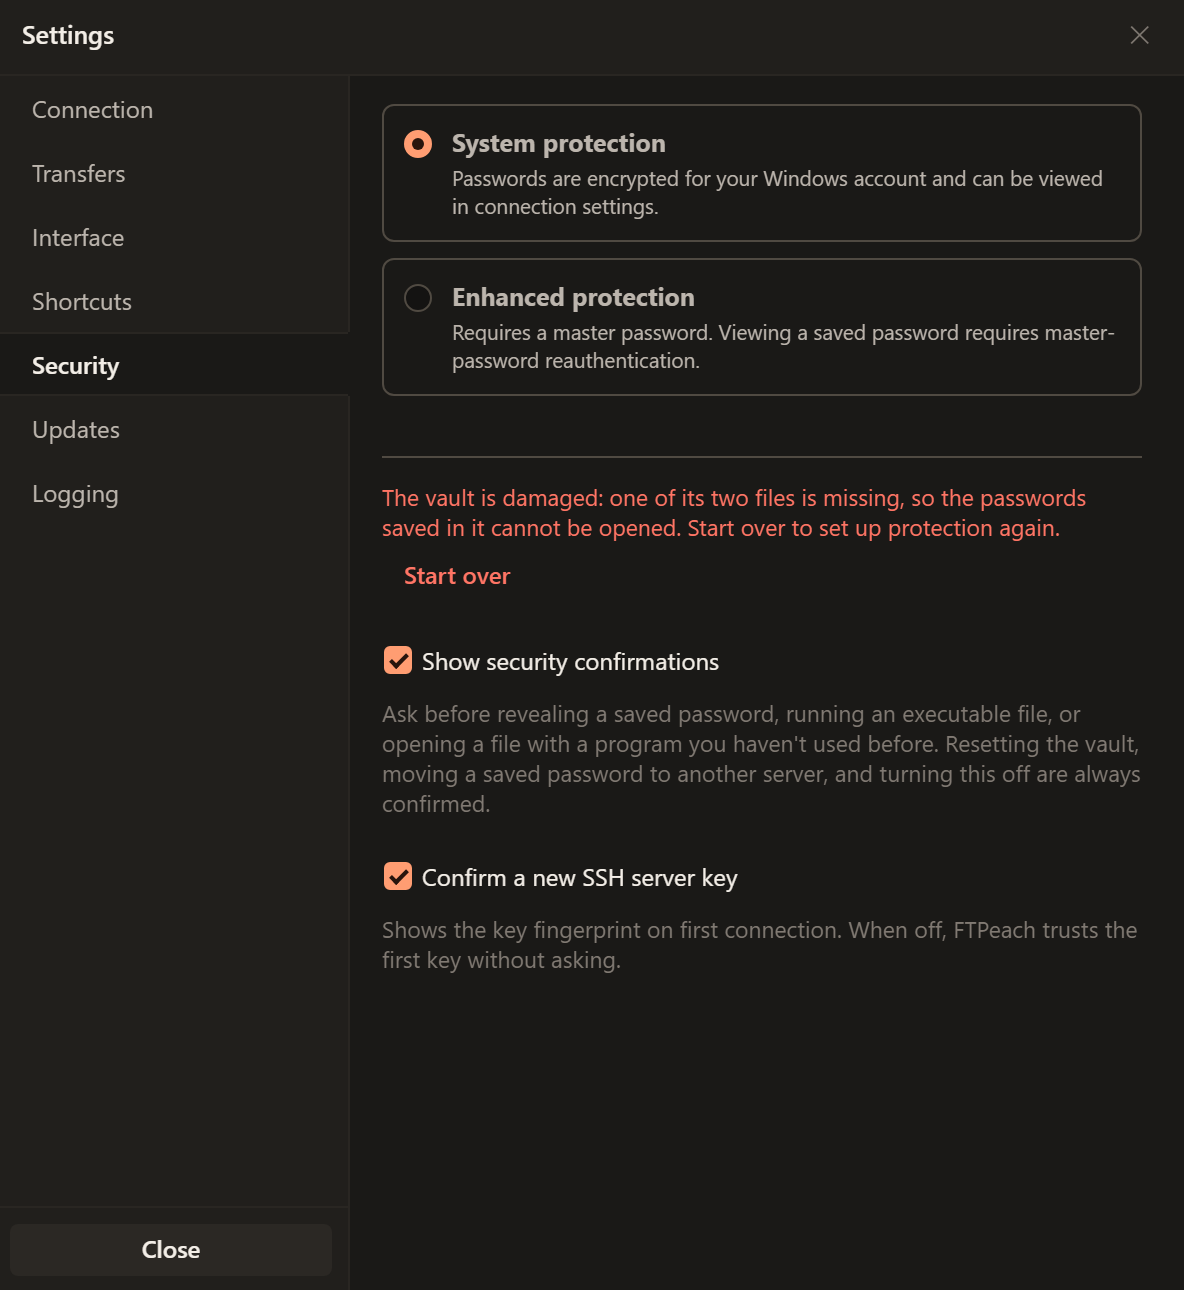 Settings
Connection
Transfers
Interface
Shortcuts
Security
Updates
Logging
Close
System protection
Passwords are encrypted for your Windows account and can be viewed
in connection settings.
Enhanced protection
Requires a master password. Viewing a saved password requires master-
password reauthentication.
The vault is damaged: one of its two files is missing, so the passwords
saved in it cannot be opened. Start over to set up protection again.
Start over
Show security confirmations
Ask before revealing a saved password, running an executable file, or
opening a file with a program you haven't used before. Resetting the vault,
moving a saved password to another server, and turning this off are always
confirmed.
Confirm a new SSH server key
Shows the key fingerprint on first connection. When off, FTPeach trusts the
first key without asking.